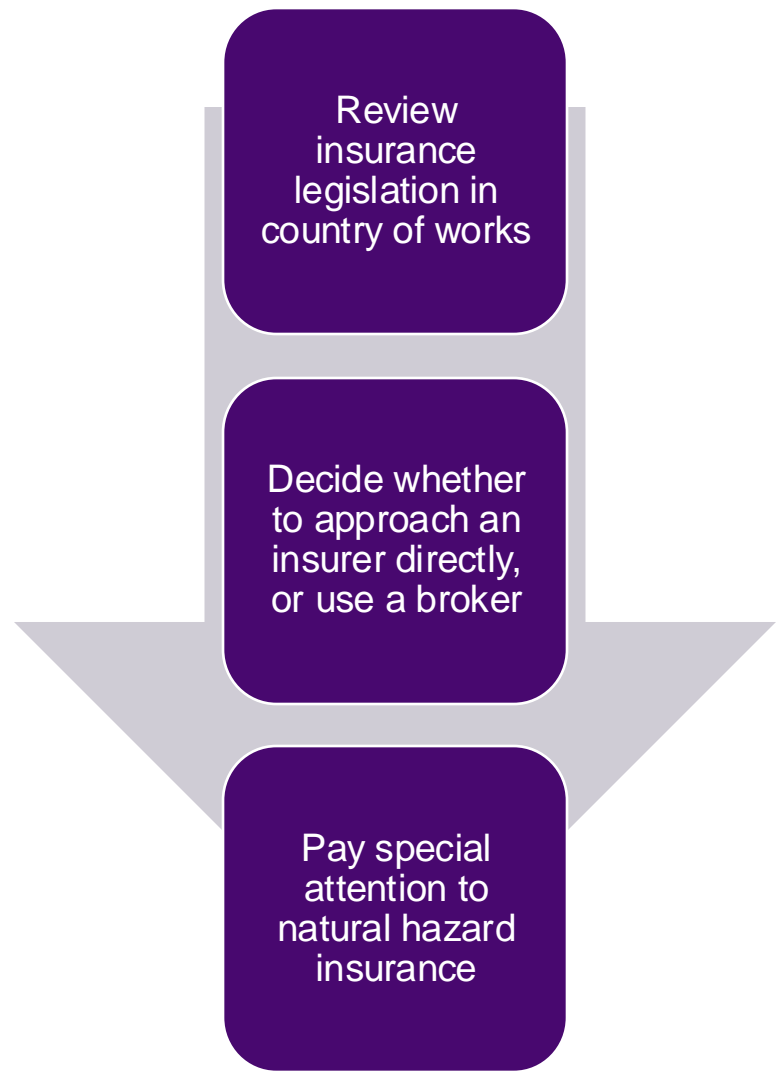 Review
insurance
legislation in
country of works
Decide whether
to approach an
insurer directly,
or use a broker
Pay special
attention to
natural hazard
insurance